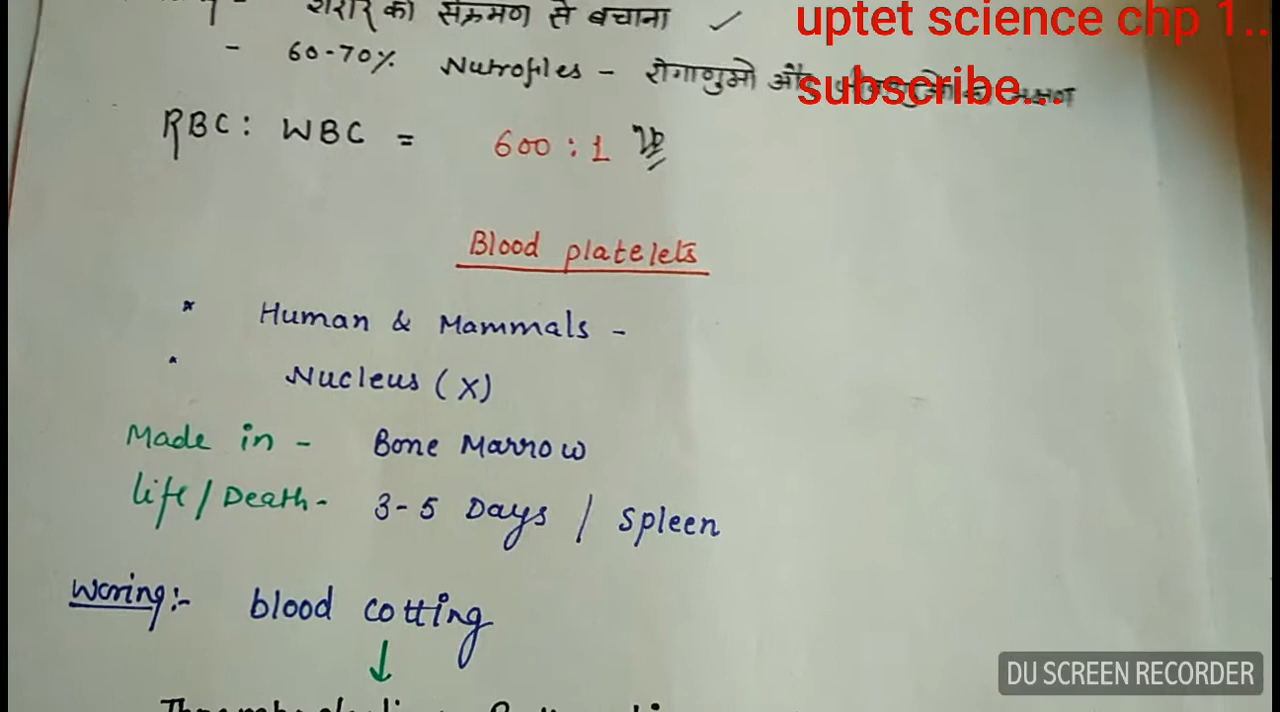 शरीर को संक्रमण से बचाना
uptet science chp 1..
- 60-70% Nutrofiles - रोगाणुओ और
subscribe...
RBC: WBC = 600:1
Blood platelets
* Human & Mammals -
* Nucleus (X)
Made in - Bone Marrow
life/Death- 3-5 Days / Spleen
Woring:- blood cotting
↓
DU SCREEN RECORDER